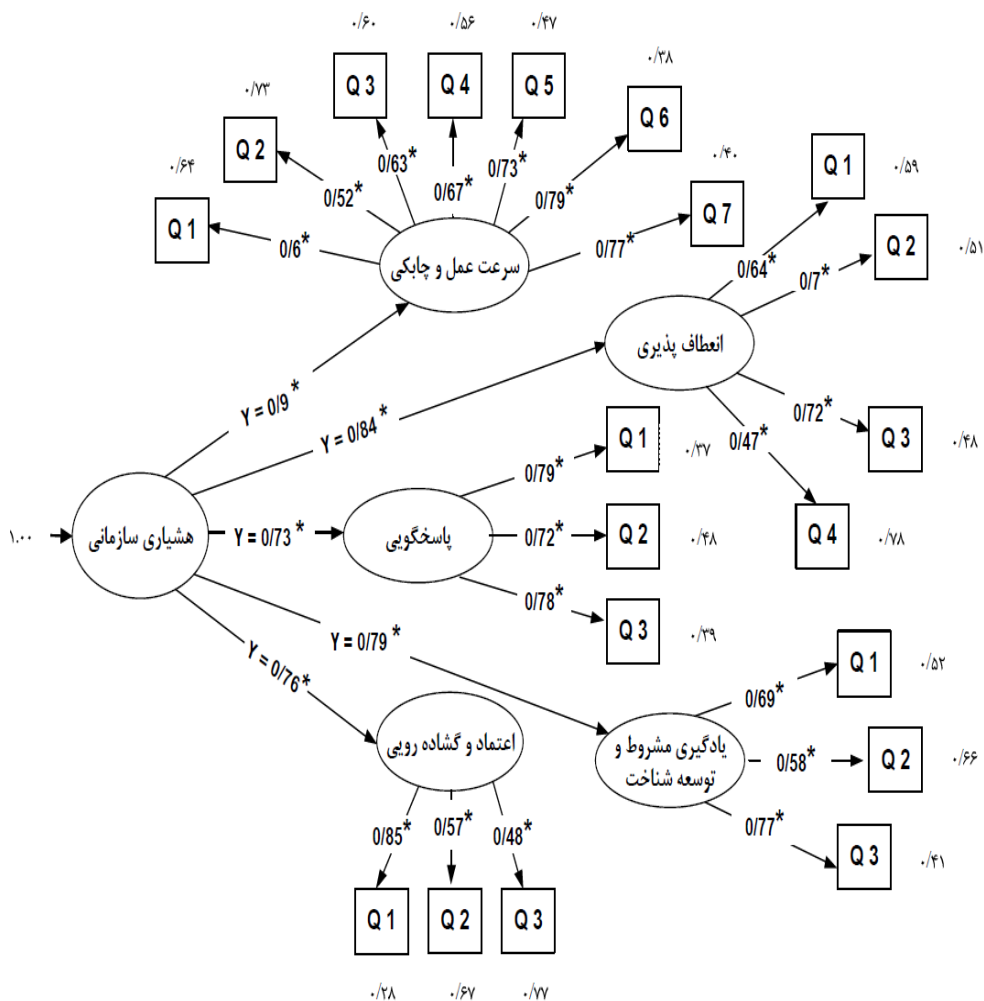 ۰/۶۰
۰/۵۶
۰/۴۷
۰/۳۸
۰/۷۳
۰/۶۴
Q 3
Q 4
Q 5
Q 6
Q 2
Q 1
0/63*
0/67*
0/73*
0/79*
0/52*
0/6*
۰/۴۰
Q 7
0/77*
سرعت عمل و چابکی
Q 1
۰/۵۹
Q 2
۰/۵۱
0/64*
0/7*
انعطاف پذیری
0/72*
Q 3
۰/۴۸
0/47*
Q 4
۰/۷۸
γ = 0/9 *
γ = 0/84 *
۱.۰۰
هشیاری سازمانی
γ = 0/73 *
پاسخگویی
0/79*
Q 1
۰/۳۷
0/72*
Q 2
۰/۴۸
0/78*
Q 3
۰/۳۹
γ = 0/79 *
γ = 0/76 *
یادگیری مشروط و
توسعه شناخت
0/69*
Q 1
۰/۵۲
0/58*
Q 2
۰/۶۶
0/77*
Q 3
۰/۴۱
اعتماد و گشاده رویی
0/85*
0/57*
0/48*
Q 1
Q 2
Q 3
۰/۲۸
۰/۶۷
۰/۷۷